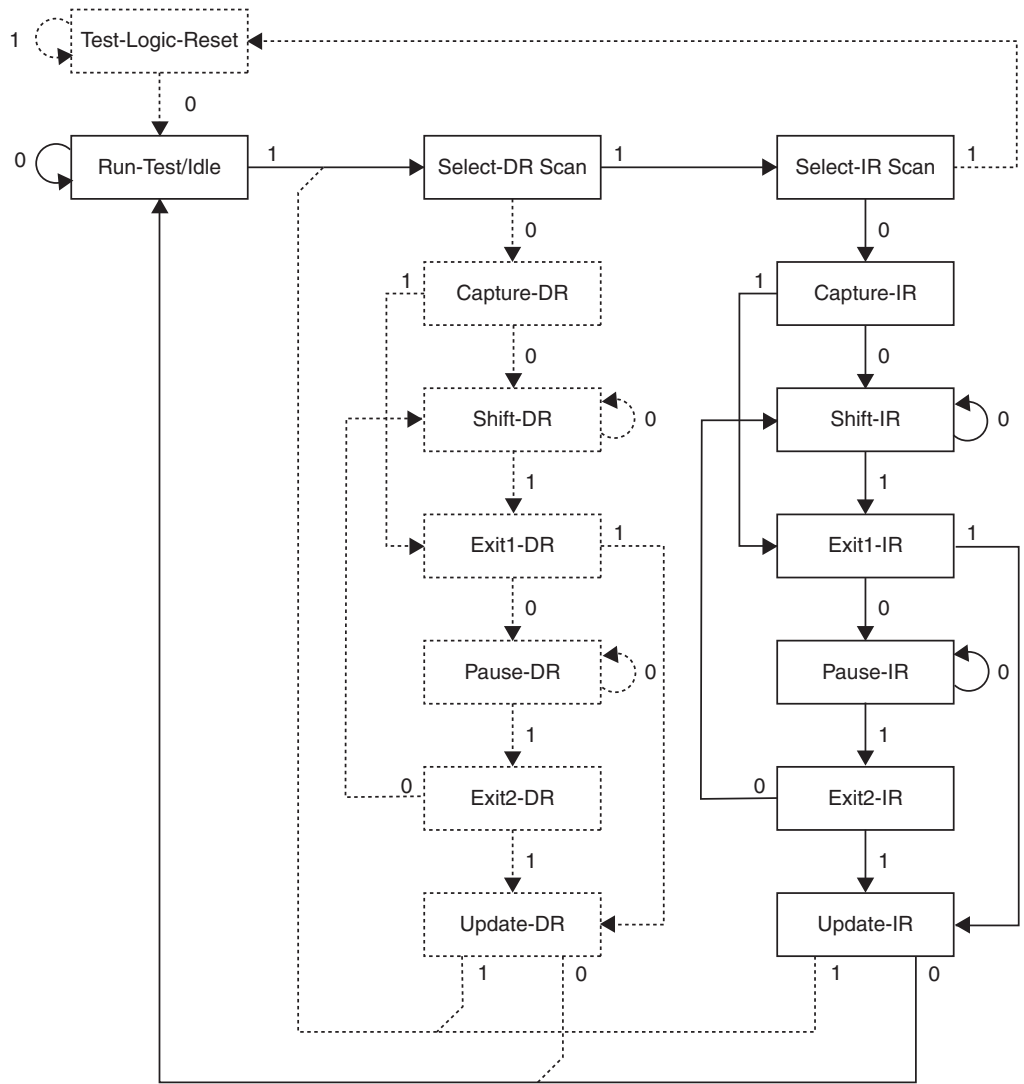 1
Test-Logic-Reset
0
0
Run-Test/Idle
1
Select-DR Scan
1
Select-IR Scan
1
0
0
1
Capture-DR
1
Capture-IR
0
0
Shift-DR
0
Shift-IR
0
1
1
Exit1-DR
1
Exit1-IR
1
0
0
Pause-DR
0
Pause-IR
0
1
1
0
Exit2-DR
0
Exit2-IR
1
1
Update-DR
Update-IR
1
0
1
0